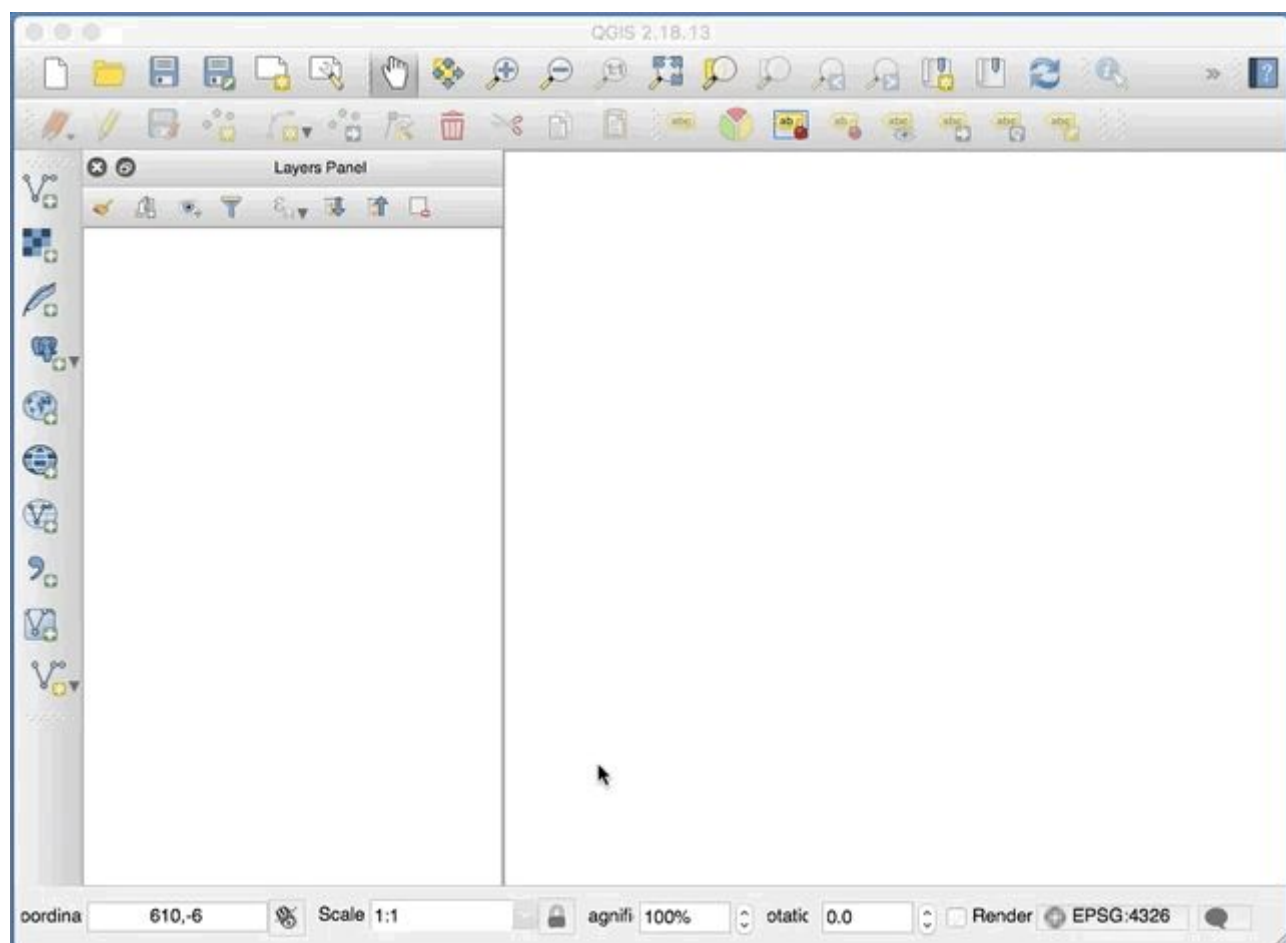 QGIS 2.18.13
Layers Panel
oordina 610,-6 Scale 1:1 agnifi 100% otatic 0.0 Render EPSG:4326